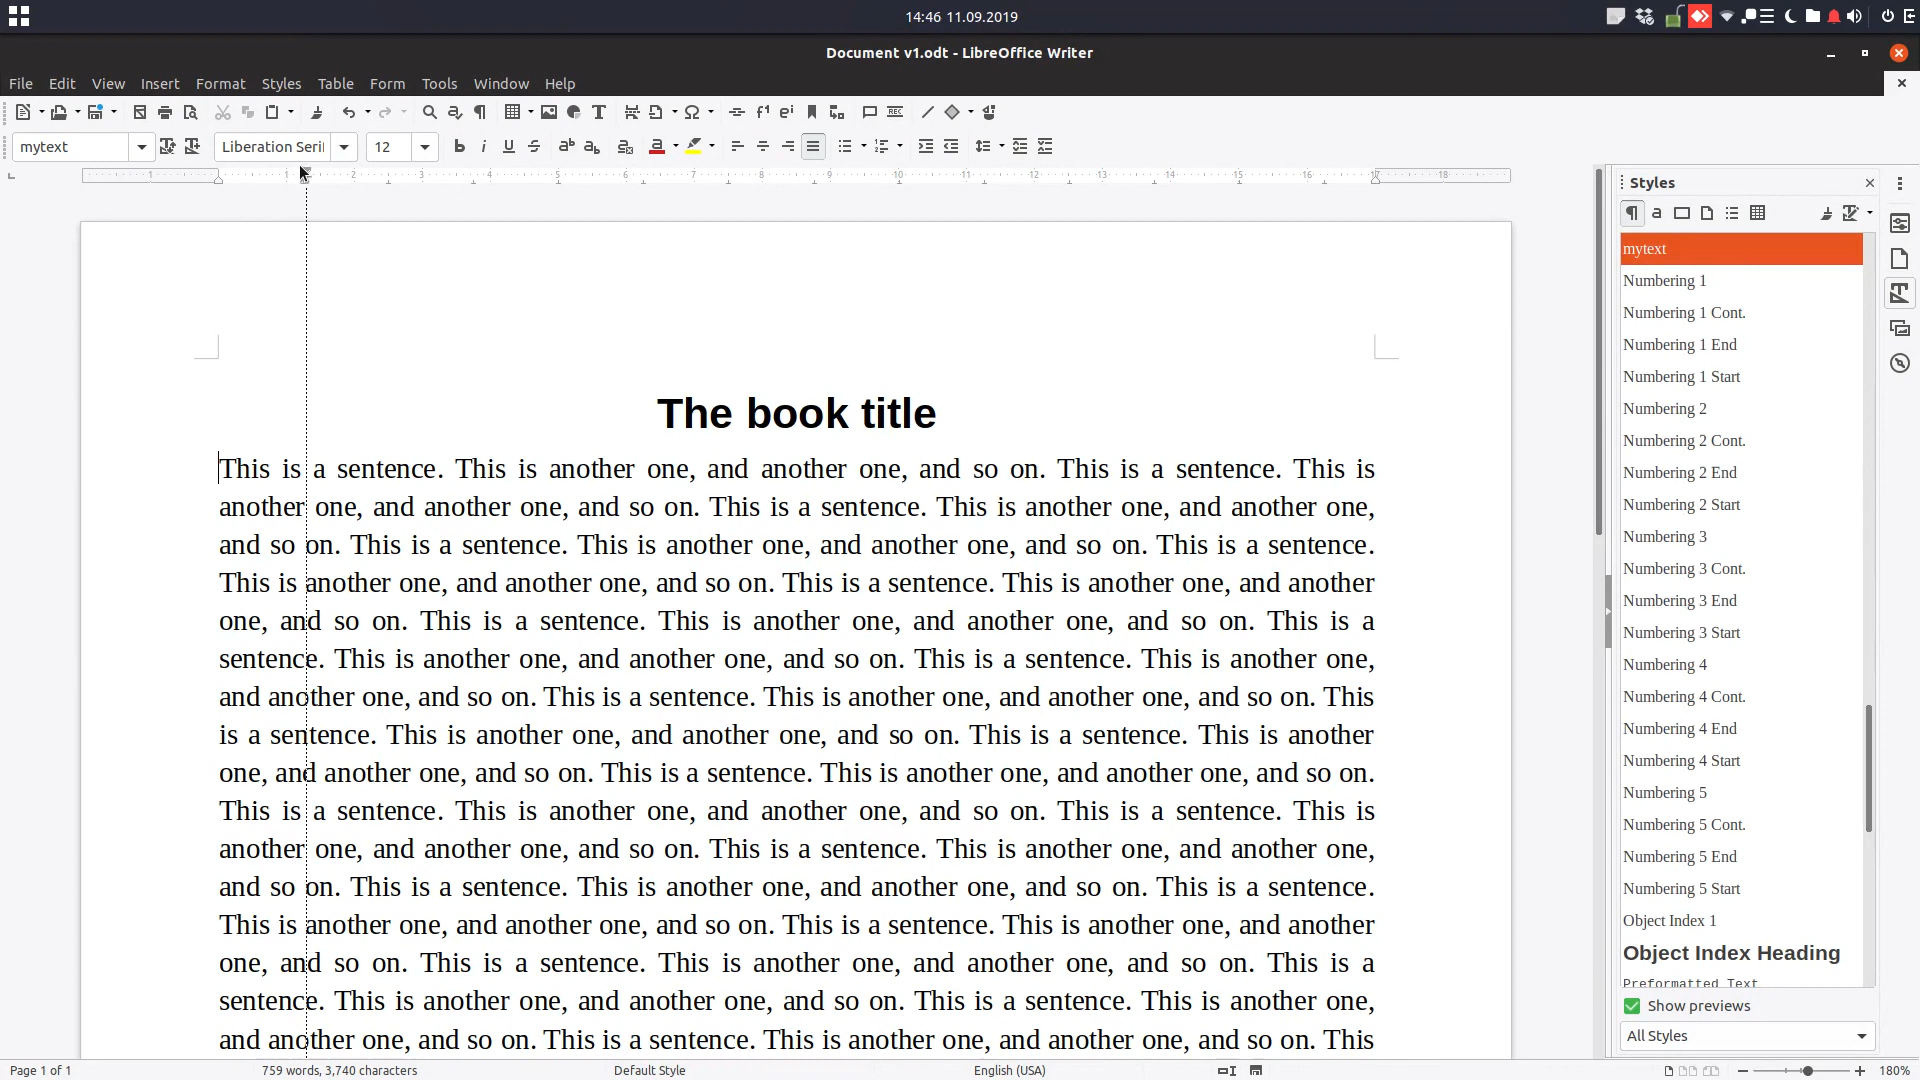 14:46 11.09.2019
Document v1.odt - LibreOffice Writer
File Edit View Insert Format Styles Table Form Tools Window Help
mytext Liberation Seri 12
1 1 2 3 4 5 6 7 8 9 10 11 12 13 14 15 16 17 18
The book title
This is a sentence. This is another one, and another one, and so on. This is a sentence. This is
another one, and another one, and so on. This is a sentence. This is another one, and another one,
and so on. This is a sentence. This is another one, and another one, and so on. This is a sentence.
This is another one, and another one, and so on. This is a sentence. This is another one, and another
one, and so on. This is a sentence. This is another one, and another one, and so on. This is a
sentence. This is another one, and another one, and so on. This is a sentence. This is another one,
and another one, and so on. This is a sentence. This is another one, and another one, and so on. This
is a sentence. This is another one, and another one, and so on. This is a sentence. This is another
one, and another one, and so on. This is a sentence. This is another one, and another one, and so on.
This is a sentence. This is another one, and another one, and so on. This is a sentence. This is
another one, and another one, and so on. This is a sentence. This is another one, and another one,
and so on. This is a sentence. This is another one, and another one, and so on. This is a sentence.
This is another one, and another one, and so on. This is a sentence. This is another one, and another
one, and so on. This is a sentence. This is another one, and another one, and so on. This is a
sentence. This is another one, and another one, and so on. This is a sentence. This is another one,
and another one, and so on. This is a sentence. This is another one, and another one, and so on. This
Styles
mytext
Numbering 1
Numbering 1 Cont.
Numbering 1 End
Numbering 1 Start
Numbering 2
Numbering 2 Cont.
Numbering 2 End
Numbering 2 Start
Numbering 3
Numbering 3 Cont.
Numbering 3 End
Numbering 3 Start
Numbering 4
Numbering 4 Cont.
Numbering 4 End
Numbering 4 Start
Numbering 5
Numbering 5 Cont.
Numbering 5 End
Numbering 5 Start
Object Index 1
Object Index Heading
Preformatted Text
Show previews
All Styles
Page 1 of 1 759 words, 3,740 characters Default Style English (USA) 180%